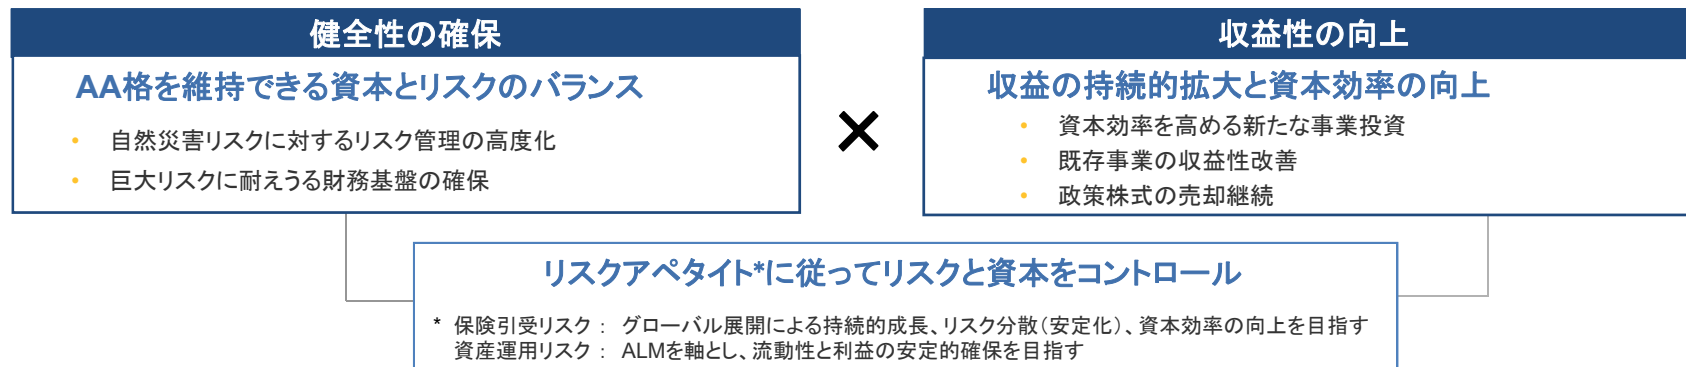 健全性の確保
AA格を維持できる資本とリスクのバランス
• 自然災害リスクに対するリスク管理の高度化
• 巨大リスクに耐えうる財務基盤の確保
×
収益性の向上
収益の持続的拡大と資本効率の向上
• 資本効率を高める新たな事業投資
• 既存事業の収益性改善
• 政策株式の売却継続
リスクアペタイト*に従ってリスクと資本をコントロール
* 保険引受リスク： グローバル展開による持続的成長、リスク分散（安定化）、資本効率の向上を目指す
資産運用リスク： ALMを軸とし、流動性と利益の安定的確保を目指す